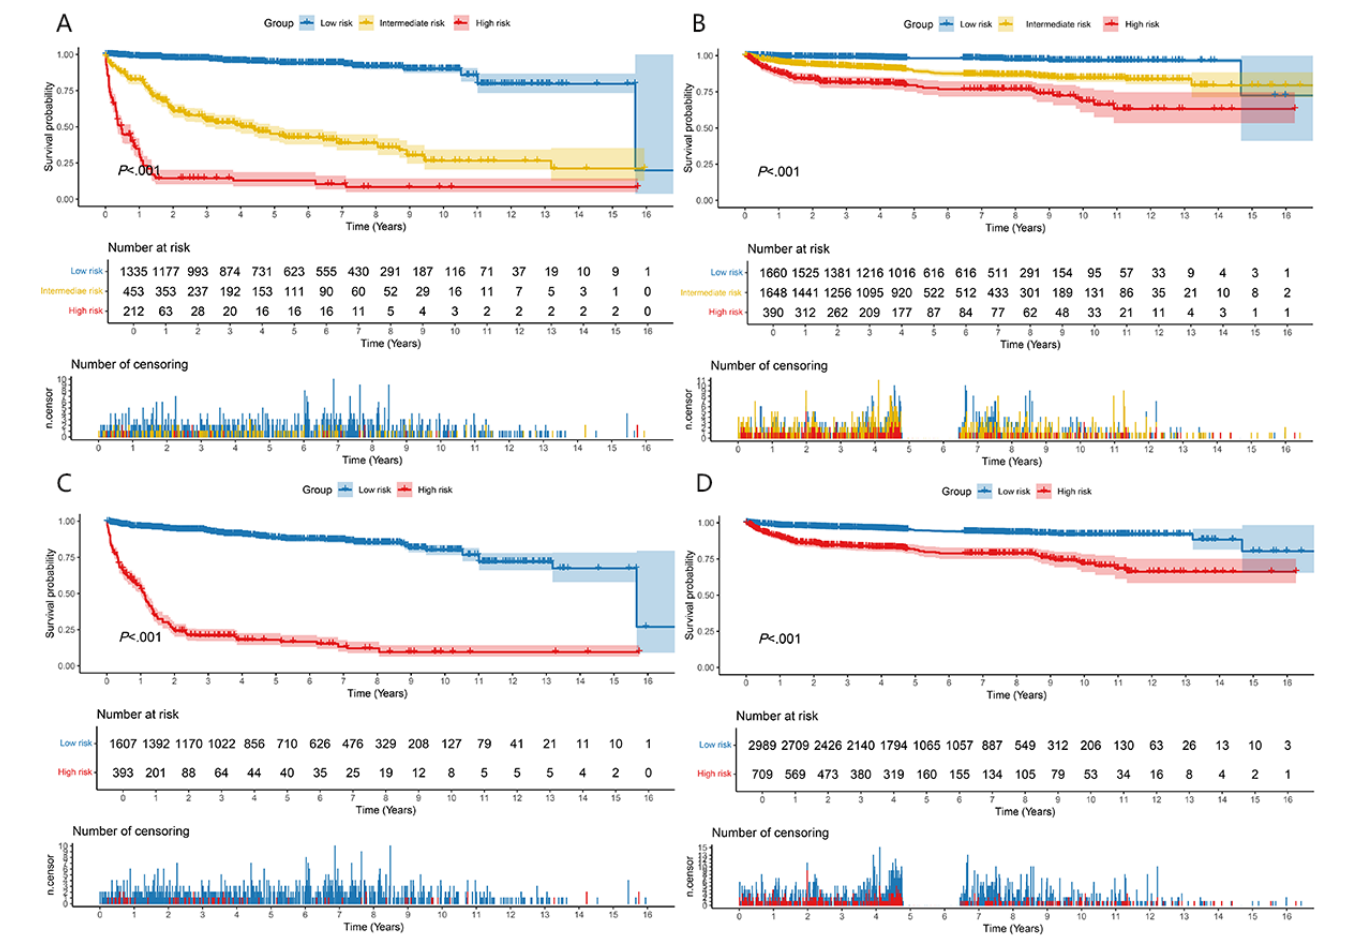 A
Group Low risk Intermediate risk High risk
Survival probability
1.00
0.75
0.50
0.25
0.00
P<.001
0 1 2 3 4 5 6 7 8 9 10 11 12 13 14 15 16
Time (Years)
Number at risk
Low risk 1335 1177 993 874 731 623 555 430 291 187 116 71 37 19 10 9 1
Intermediae risk 453 353 237 192 153 111 90 60 52 29 16 11 7 5 3 1 0
High risk 212 63 28 20 16 16 16 11 5 4 3 2 2 2 2 2 0
0 1 2 3 4 5 6 7 8 9 10 11 12 13 14 15 16
Time (Years)
Number of censoring
n.censor
0 1 2 3 4 5 6 7 8 9 10 11 12 13 14 15 16
Time (Years)
B
Group Low risk Intermediate risk High risk
Survival probability
1.00
0.75
0.50
0.25
0.00
P<.001
0 1 2 3 4 5 6 7 8 9 10 11 12 13 14 15 16
Time (Years)
Number at risk
Low risk 1660 1525 1381 1216 1016 616 616 511 291 154 95 57 33 9 4 3 1
Intermediate risk 1648 1441 1256 1095 920 522 512 433 301 189 131 86 35 21 10 8 2
High risk 390 312 262 209 177 87 84 77 62 48 33 21 11 4 3 1 1
0 1 2 3 4 5 6 7 8 9 10 11 12 13 14 15 16
Time (Years)
Number of censoring
n.censor
0 1 2 3 4 5 6 7 8 9 10 11 12 13 14 15 16
Time (Years)
C
Group Low risk High risk
Survival probability
1.00
0.75
0.50
0.25
0.00
P<.001
0 1 2 3 4 5 6 7 8 9 10 11 12 13 14 15 16
Time (Years)
Number at risk
Low risk 1607 1392 1170 1022 856 710 626 476 329 208 127 79 41 21 11 10 1
High risk 393 201 88 64 44 40 35 25 19 12 8 5 5 5 4 2 0
0 1 2 3 4 5 6 7 8 9 10 11 12 13 14 15 16
Time (Years)
Number of censoring
n.censor
0 1 2 3 4 5 6 7 8 9 10 11 12 13 14 15 16
Time (Years)
D
Group Low risk High risk
Survival probability
1.00
0.75
0.50
0.25
0.00
P<.001
0 1 2 3 4 5 6 7 8 9 10 11 12 13 14 15 16
Time (Years)
Number at risk
Low risk 2989 2709 2426 2140 1794 1065 1057 887 549 312 206 130 63 26 13 10 3
High risk 709 569 473 380 319 160 155 134 105 79 53 34 16 8 4 2 1
0 1 2 3 4 5 6 7 8 9 10 11 12 13 14 15 16
Time (Years)
Number of censoring
n.censor
0 1 2 3 4 5 6 7 8 9 10 11 12 13 14 15 16
Time (Years)